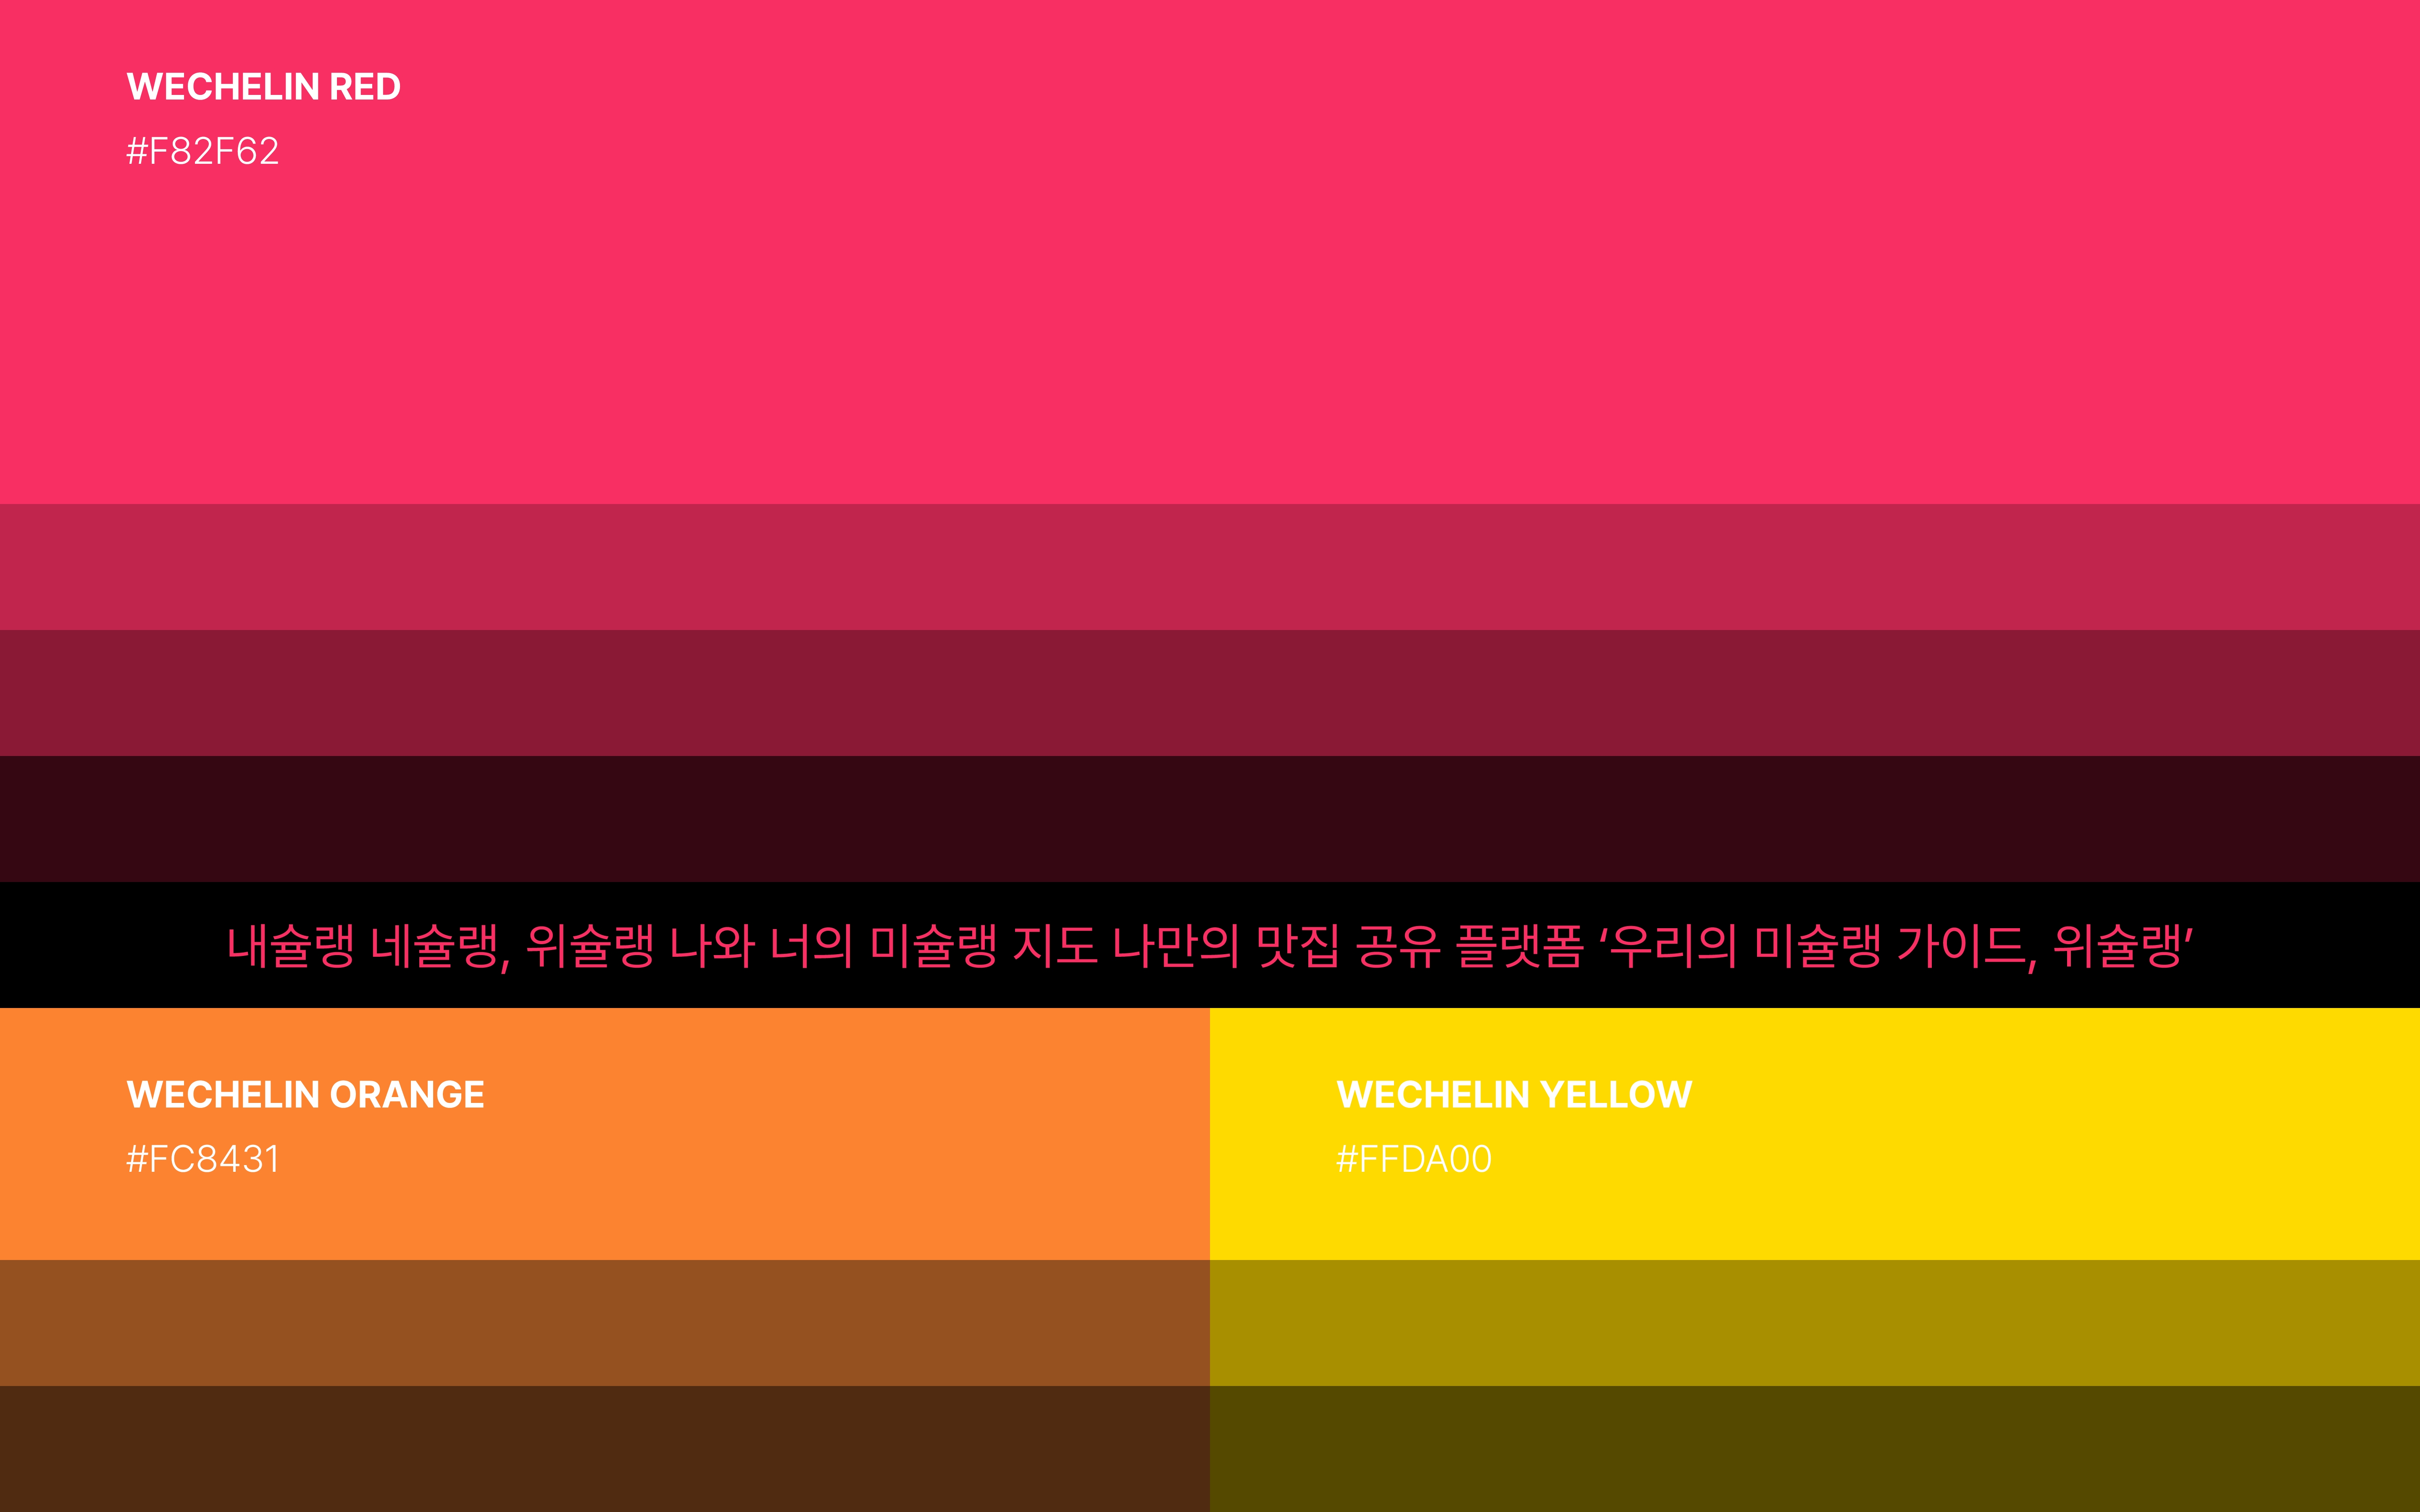 WECHELIN RED
#F82F62
내슐랭 네슐랭, 위슐랭 나와 너의 미슐랭 지도 나만의 맛집 공유 플랫폼 ‘우리의 미슐랭 가이드, 위슐랭’
WECHELIN ORANGE
#FC8431
WECHELIN YELLOW
#FFDA00